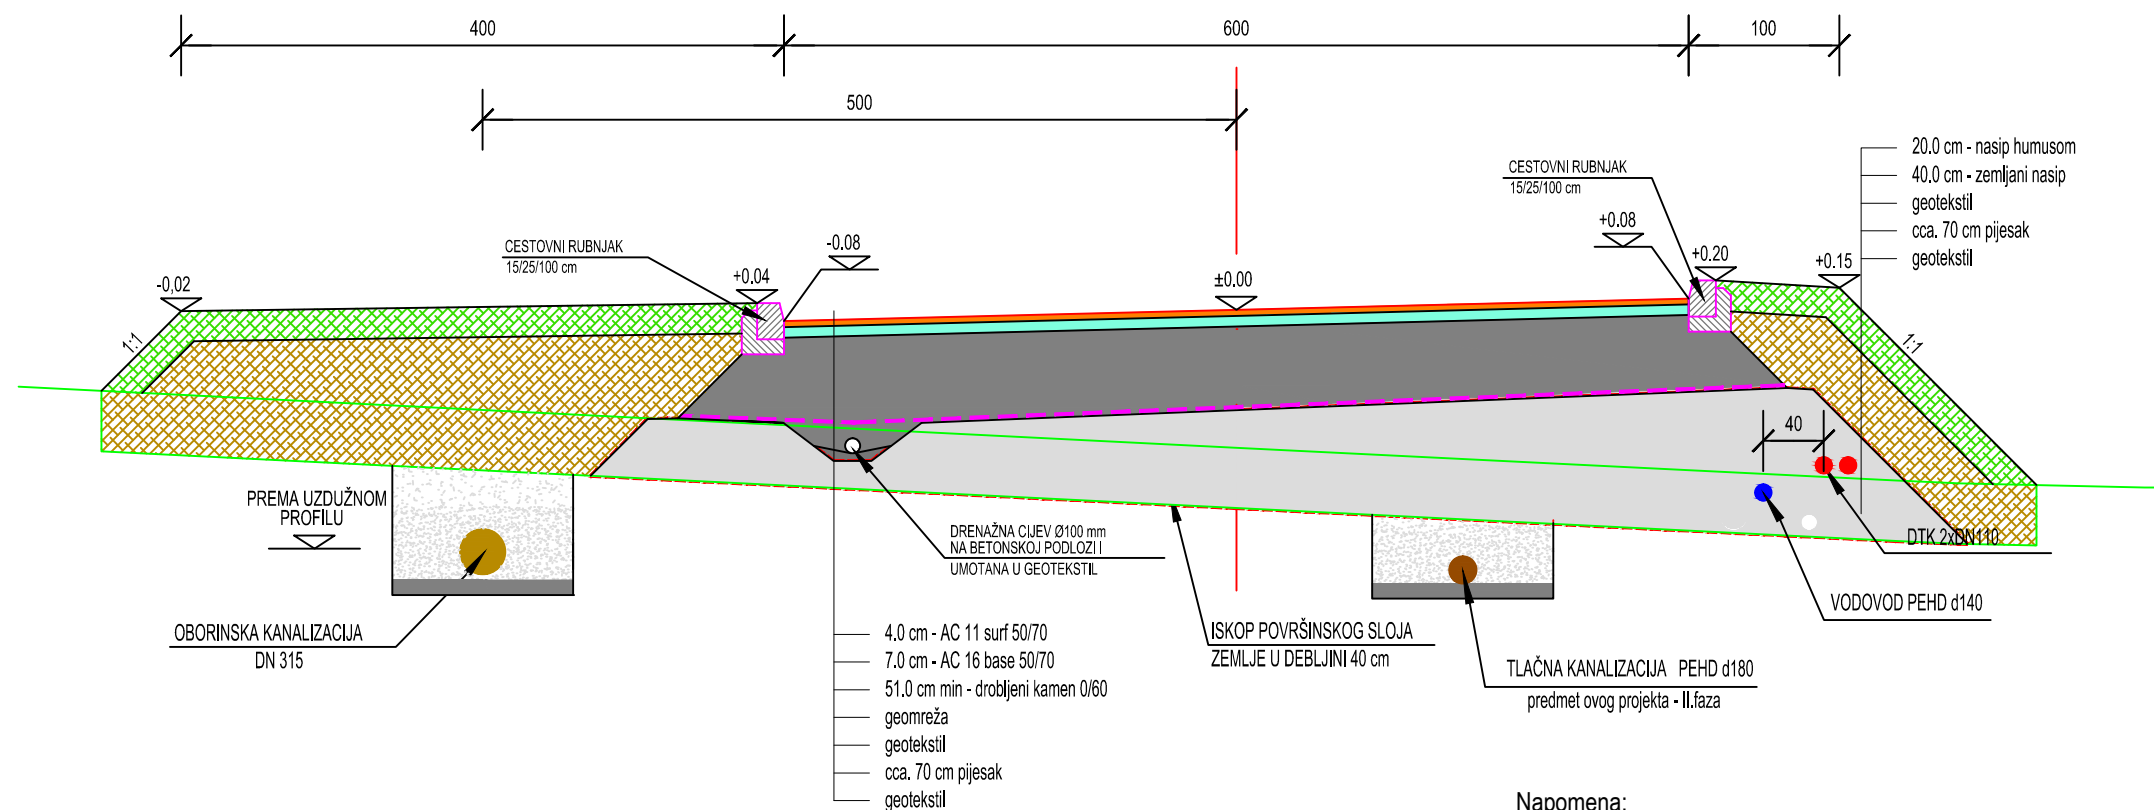 400
600
100
500
20.0 cm - nasip humusom
40.0 cm - zemljani nasip
geotekstil
cca. 70 cm pijesak
geotekstil
CESTOVNI RUBNJAK
15/25/100 cm
+0.08
+0.20
+0.15
CESTOVNI RUBNJAK
15/25/100 cm
-0.08
-0,02
+0.04
±0.00
1:1
1:1
40
PREMA UZDUŽNOM
PROFILU
DRENAŽNA CIJEV Ø100 mm
NA BETONSKOJ PODLOZI I
UMOTANA U GEOTEKSTIL
DTK 2xDN110
VODOVOD PEHD d140
OBORINSKA KANALIZACIJA
DN 315
4.0 cm - AC 11 surf 50/70
7.0 cm - AC 16 base 50/70
51.0 cm min - drobljeni kamen 0/60
geomreža
geotekstil
cca. 70 cm pijesak
geotekstil
ISKOP POVRŠINSKOG SLOJA
ZEMLJE U DEBLJINI 40 cm
TLAČNA KANALIZACIJA PEHD d180
predmet ovog projekta - II.faza
Napomena: